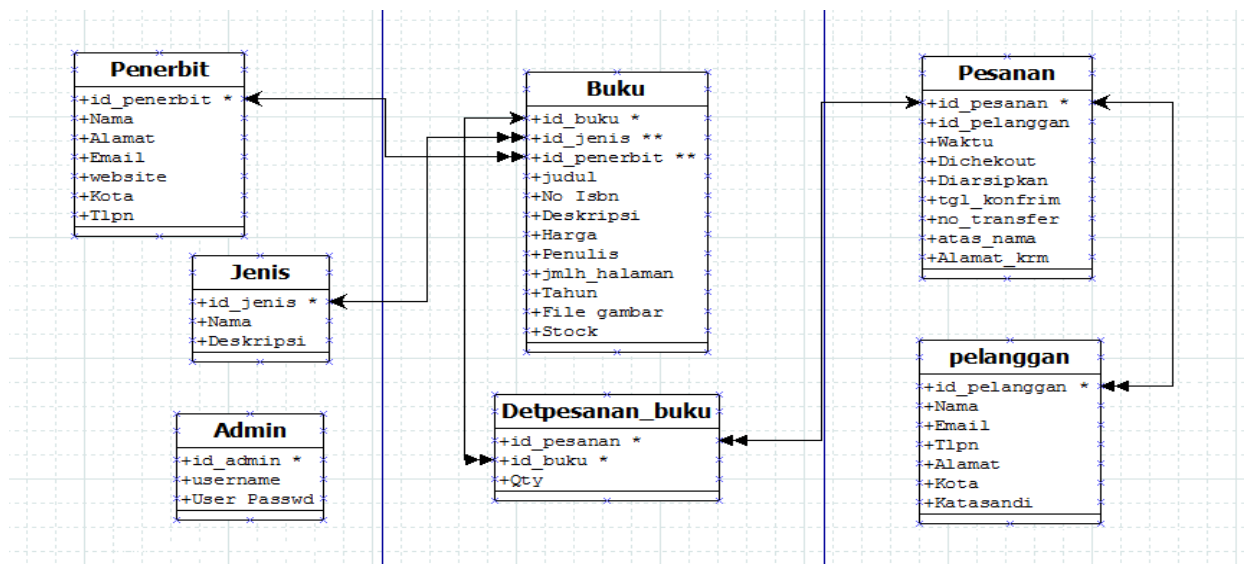 Penerbit
+id_penerbit *
+Nama
+Alamat
+Email
+website
+Kota
+Tlpn
Jenis
+id_jenis *
+Nama
+Deskripsi
Admin
+id_admin *
+username
+User Passwd
Buku
+id_buku *
+id_jenis **
+id_penerbit **
+judul
+No Isbn
+Deskripsi
+Harga
+Penulis
+jmlh_halaman
+Tahun
+File gambar
+Stock
Detpesanan_buku
+id_pesanan *
+id_buku *
+Qty
Pesanan
+id_pesanan *
+id_pelanggan
+Waktu
+Dichekout
+Diarsipkan
+tgl_konfrim
+no_transfer
+atas_nama
+Alamat_krm
pelanggan
+id_pelanggan *
+Nama
+Email
+Tlpn
+Alamat
+Kota
+Katasandi